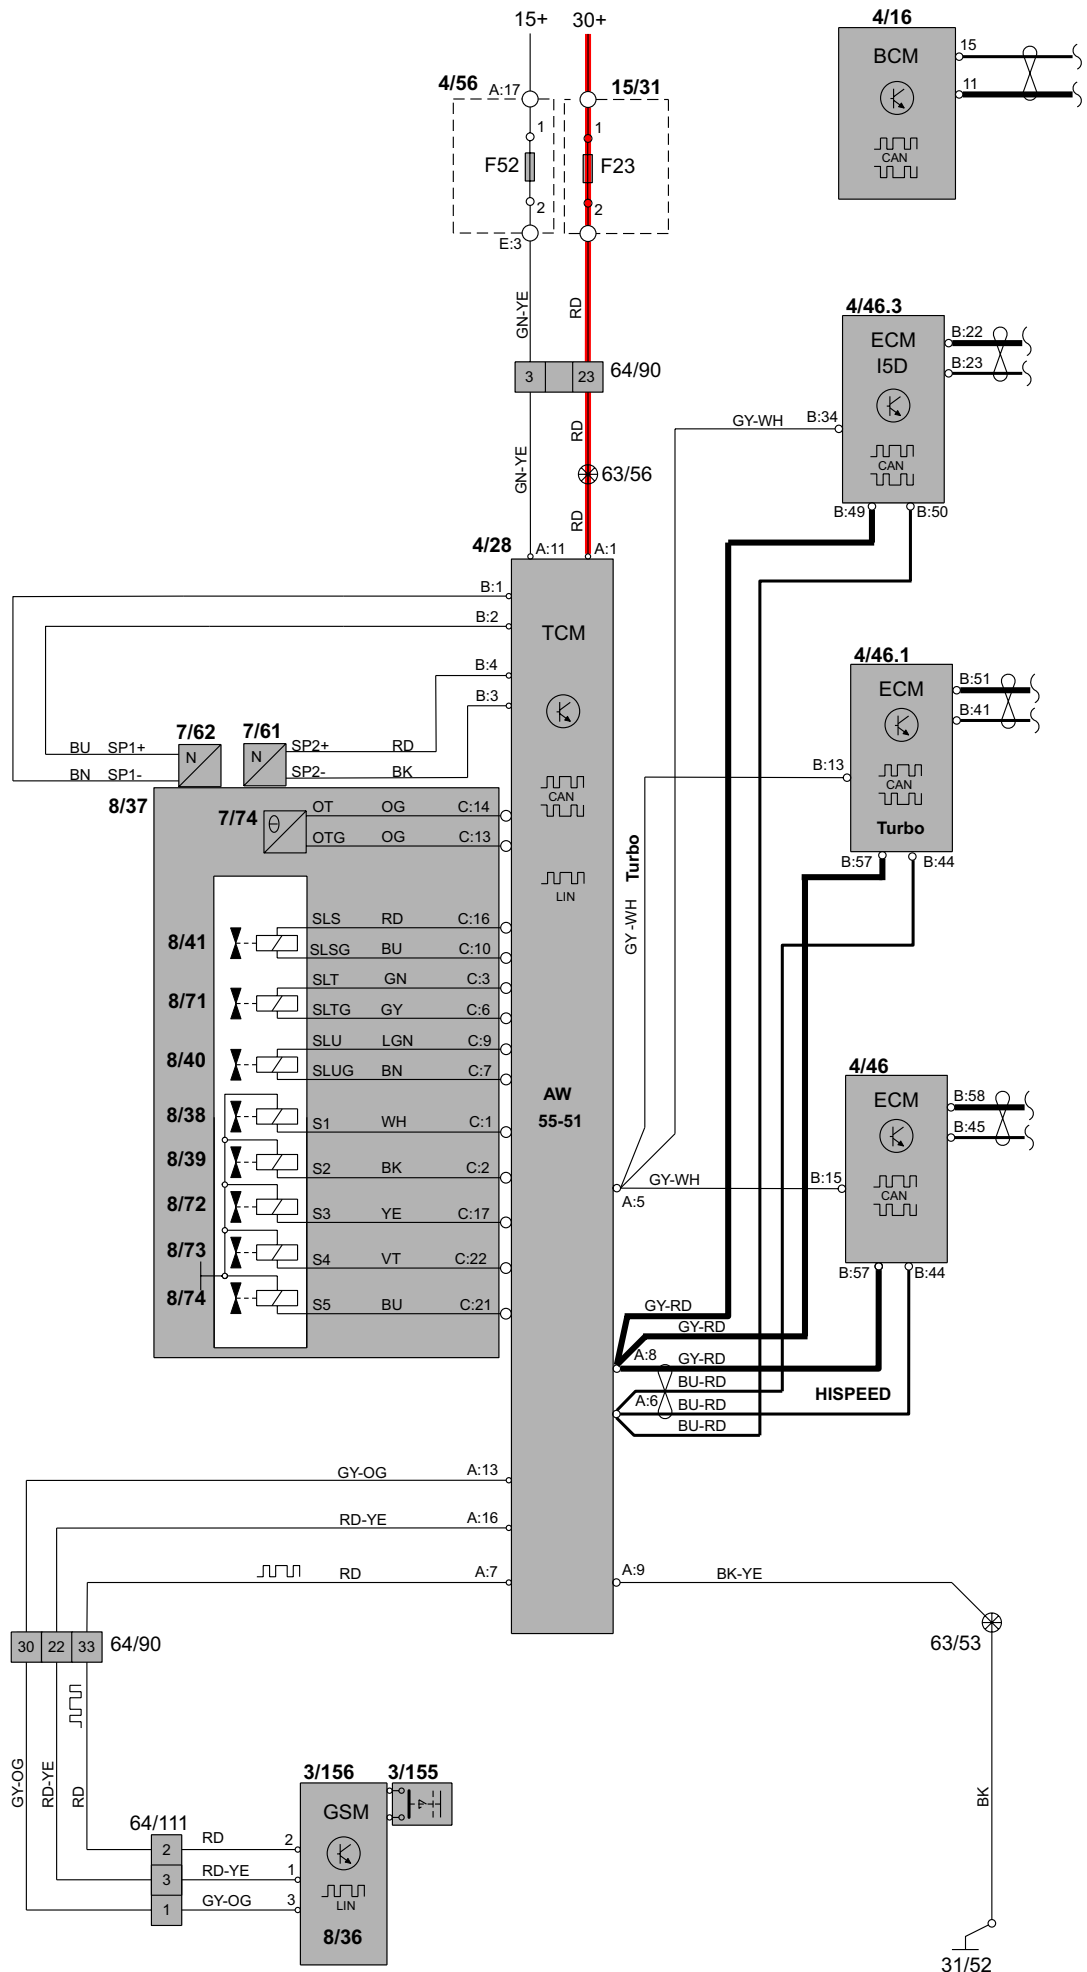 15+ 30+ 4/16
BCM 15
11
CAN
4/56 A:17 15/31
1 1
F52 F23
2 2
E:3
GN-YE RD
3 23 64/90
GN-YE RD
63/56
RD
4/28 A:11 A:1
4/46.3
ECM B:22
I5D B:23
GY-WH B:34
CAN
B:49 B:50
B:1
B:2
TCM
B:4
B:3
CAN
LIN
AW
55-51
4/46.1
ECM B:51
B:41
B:13
CAN
Turbo
B:57 B:44
GY-WH Turbo
7/62 7/61
N N
BU SP1+ SP2+ RD
BN SP1- SP2- BK
8/37 7/74 θ
OT OG C:14
OTG OG C:13
8/41 SLS RD C:16
SLSG BU C:10
8/71 SLT GN C:3
SLTG GY C:6
8/40 SLU LGN C:9
SLUG BN C:7
8/38 S1 WH C:1
8/39 S2 BK C:2
8/72 S3 YE C:17
8/73 S4 VT C:22
8/74 S5 BU C:21
4/46
ECM B:58
B:45
A:5 GY-WH B:15
CAN
B:57 B:44
GY-RD
GY-RD
A:8 GY-RD
BU-RD
A:6 BU-RD HISPEED
BU-RD
GY-OG A:13
RD-YE A:16
RD A:7
A:9 BK-YE
30 22 33 64/90
63/53
GY-OG RD-YE RD
BK
3/156 3/155
64/111 GSM
2 RD 2
3 RD-YE 1
1 GY-OG 3
LIN
8/36
31/52